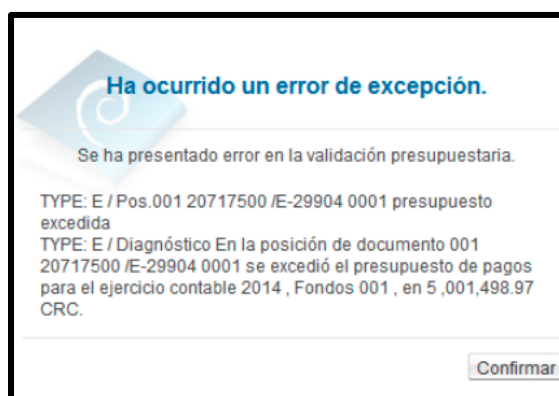 Ha ocurrido un error de excepción.
Se ha presentado error en la validación presupuestaria.
TYPE: E / Pos.001 20717500 /E-29904 0001 presupuesto
excedida
TYPE: E / Diagnóstico En la posición de documento 001
20717500 /E-29904 0001 se excedió el presupuesto de pagos
para el ejercicio contable 2014 , Fondos 001 , en 5 ,001,498.97
CRC.
Confirmar